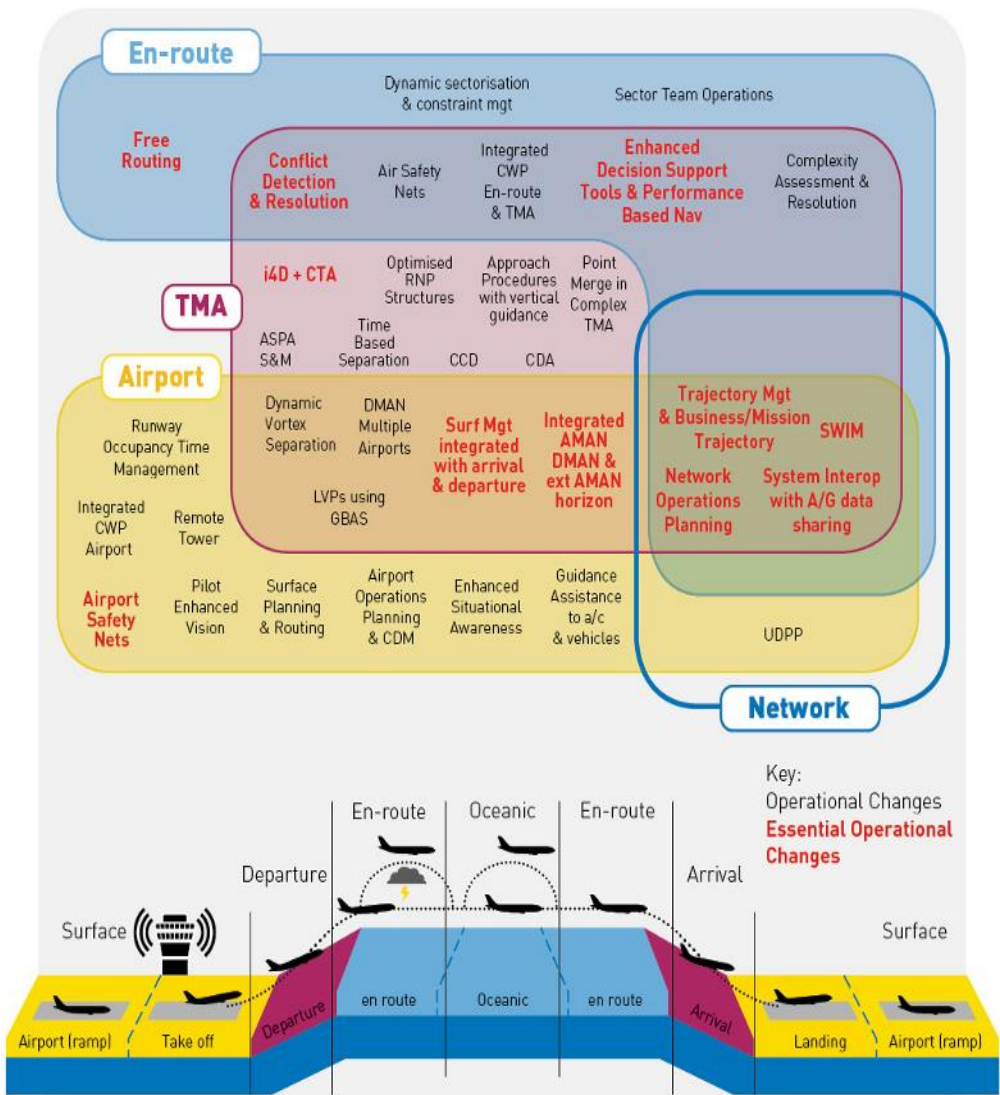 En-route
Dynamic sectorisation
& constraint mgt
Sector Team Operations
Free
Routing
Conflict
Detection
& Resolution
Air Safety
Nets
Integrated
CWP
En-route
& TMA
Enhanced
Decision Support
Tools & Performance
Based Nav
Complexity
Assessment &
Resolution
TMA
i4D + CTA
Optimised
RNP
Structures
Approach
Procedures
with vertical
guidance
Point
Merge in
Complex
TMA
ASPA
S&M
Time
Based
Separation
CCD
CDA
Airport
Runway
Occupancy Time
Management
Dynamic
Vortex
Separation
DMAN
Multiple
Airports
Surf Mgt
integrated
with arrival
& departure
Integrated
AMAN
DMAN &
ext AMAN
horizon
Trajectory Mgt
& Business/Mission
Trajectory
SWIM
Network
Operations
Planning
System Interop
with A/G data
sharing
LVPs using
GBAS
Integrated
CWP
Airport
Remote
Tower
Airport
Safety
Nets
Pilot
Enhanced
Vision
Surface
Planning
& Routing
Airport
Operations
Planning
& CDM
Enhanced
Situational
Awareness
Guidance
Assistance
to a/c
& vehicles
UDPP
Network
Key:
Operational Changes
Essential Operational
Changes
En-route
Oceanic
En-route
Departure
Arrival
Surface
Surface
Airport (ramp)
Take off
Departure
en route
Oceanic
en route
Arrival
Landing
Airport (ramp)